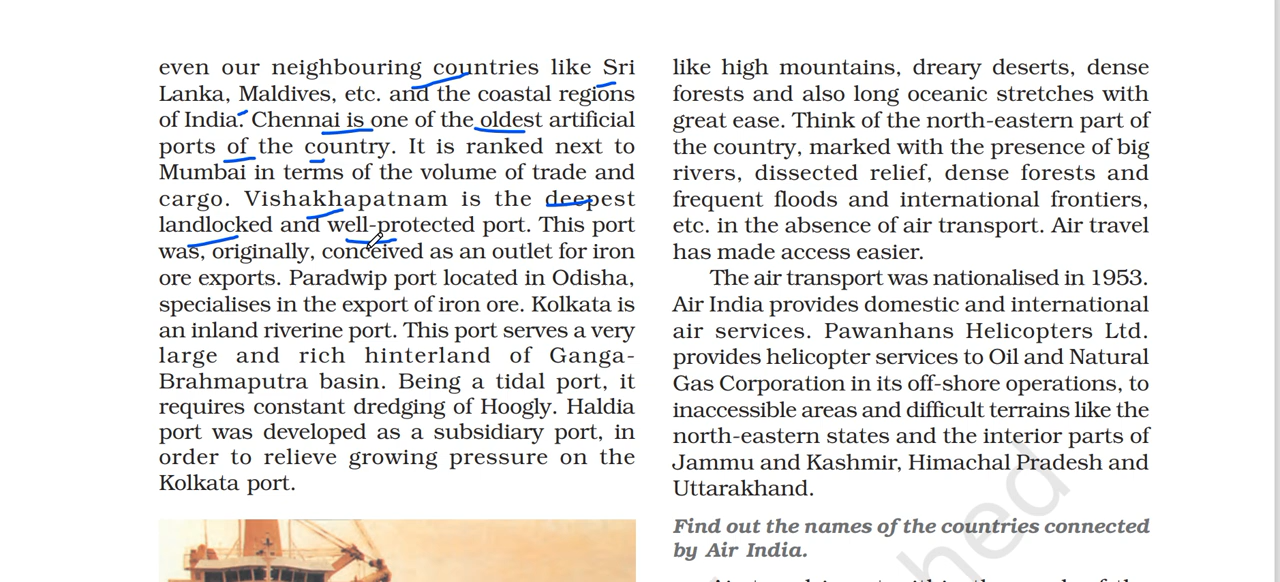 even our neighbouring countries like Sri
Lanka, Maldives, etc. and the coastal regions
of India. Chennai is one of the oldest artificial
ports of the country. It is ranked next to
Mumbai in terms of the volume of trade and
cargo. Vishakhapatnam is the deepest
landlocked and well-protected port. This port
was, originally, conceived as an outlet for iron
ore exports. Paradwip port located in Odisha,
specialises in the export of iron ore. Kolkata is
an inland riverine port. This port serves a very
large and rich hinterland of Ganga-
Brahmaputra basin. Being a tidal port, it
requires constant dredging of Hoogly. Haldia
port was developed as a subsidiary port, in
order to relieve growing pressure on the
Kolkata port.
like high mountains, dreary deserts, dense
forests and also long oceanic stretches with
great ease. Think of the north-eastern part of
the country, marked with the presence of big
rivers, dissected relief, dense forests and
frequent floods and international frontiers,
etc. in the absence of air transport. Air travel
has made access easier.
The air transport was nationalised in 1953.
Air India provides domestic and international
air services. Pawanhans Helicopters Ltd.
provides helicopter services to Oil and Natural
Gas Corporation in its off-shore operations, to
inaccessible areas and difficult terrains like the
north-eastern states and the interior parts of
Jammu and Kashmir, Himachal Pradesh and
Uttarakhand.
Find out the names of the countries connected
by Air India.